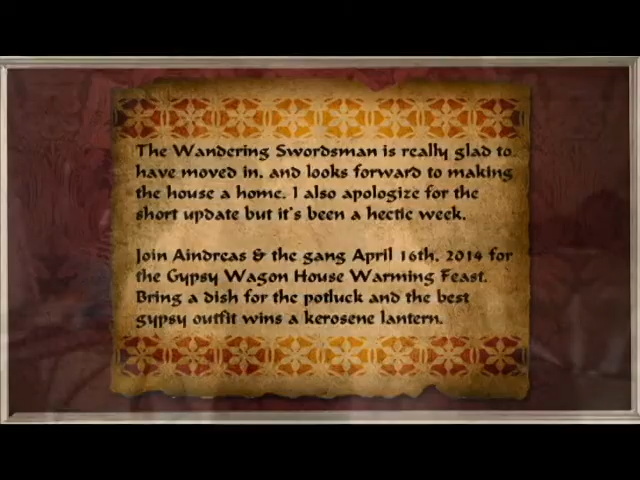 The Wandering Swordsman is really glad to
have moved in, and looks forward to making
the house a home. I also apologize for the
short update but it's been a hectic week.
Join Aindreas & the gang April 16th, 2014 for
the Gypsy Wagon House Warming Feast.
Bring a dish for the potluck and the best
gypsy outfit wins a kerosene lantern.